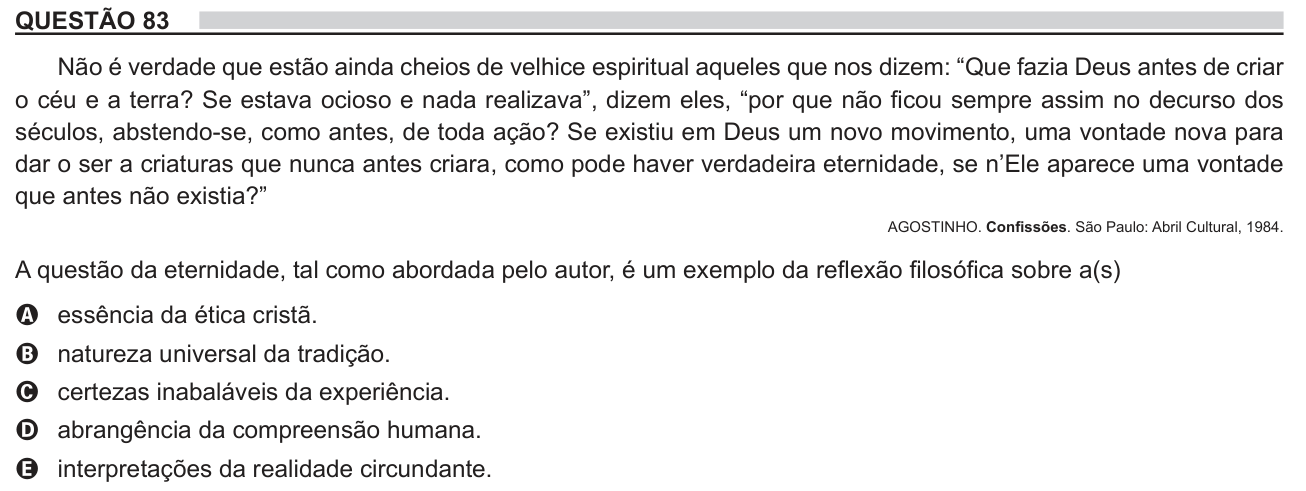 QUESTÃO 83
Não é verdade que estão ainda cheios de velhice espiritual aqueles que nos dizem: “Que fazia Deus antes de criar
o céu e a terra? Se estava ocioso e nada realizava”, dizem eles, “por que não ficou sempre assim no decurso dos
séculos, abstendo-se, como antes, de toda ação? Se existiu em Deus um novo movimento, uma vontade nova para
dar o ser a criaturas que nunca antes criara, como pode haver verdadeira eternidade, se n’Ele aparece uma vontade
que antes não existia?”
AGOSTINHO. Confissões. São Paulo: Abril Cultural, 1984.
A questão da eternidade, tal como abordada pelo autor, é um exemplo da reflexão filosófica sobre a(s)
A essência da ética cristã.
B natureza universal da tradição.
C certezas inabaláveis da experiência.
D abrangência da compreensão humana.
E interpretações da realidade circundante.